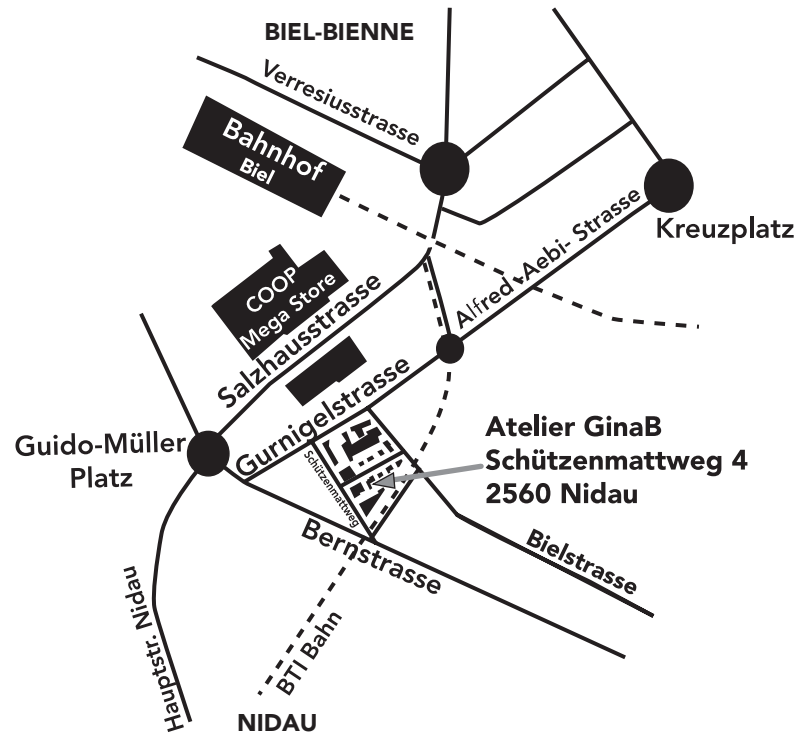 BIEL-BIENNE
Verresiusstrasse
Bahnhof
Biel
Kreuzplatz
Alfred-Aebi- Strasse
COOP
Mega Store
Salzhausstrasse
Gurnigelstrasse
Guido-Müller
Platz
Schützenmattweg
Atelier GinaB
Schützenmattweg 4
2560 Nidau
Bernstrasse
Bielstrasse
Hauptstr. Nidau
BTI Bahn
NIDAU